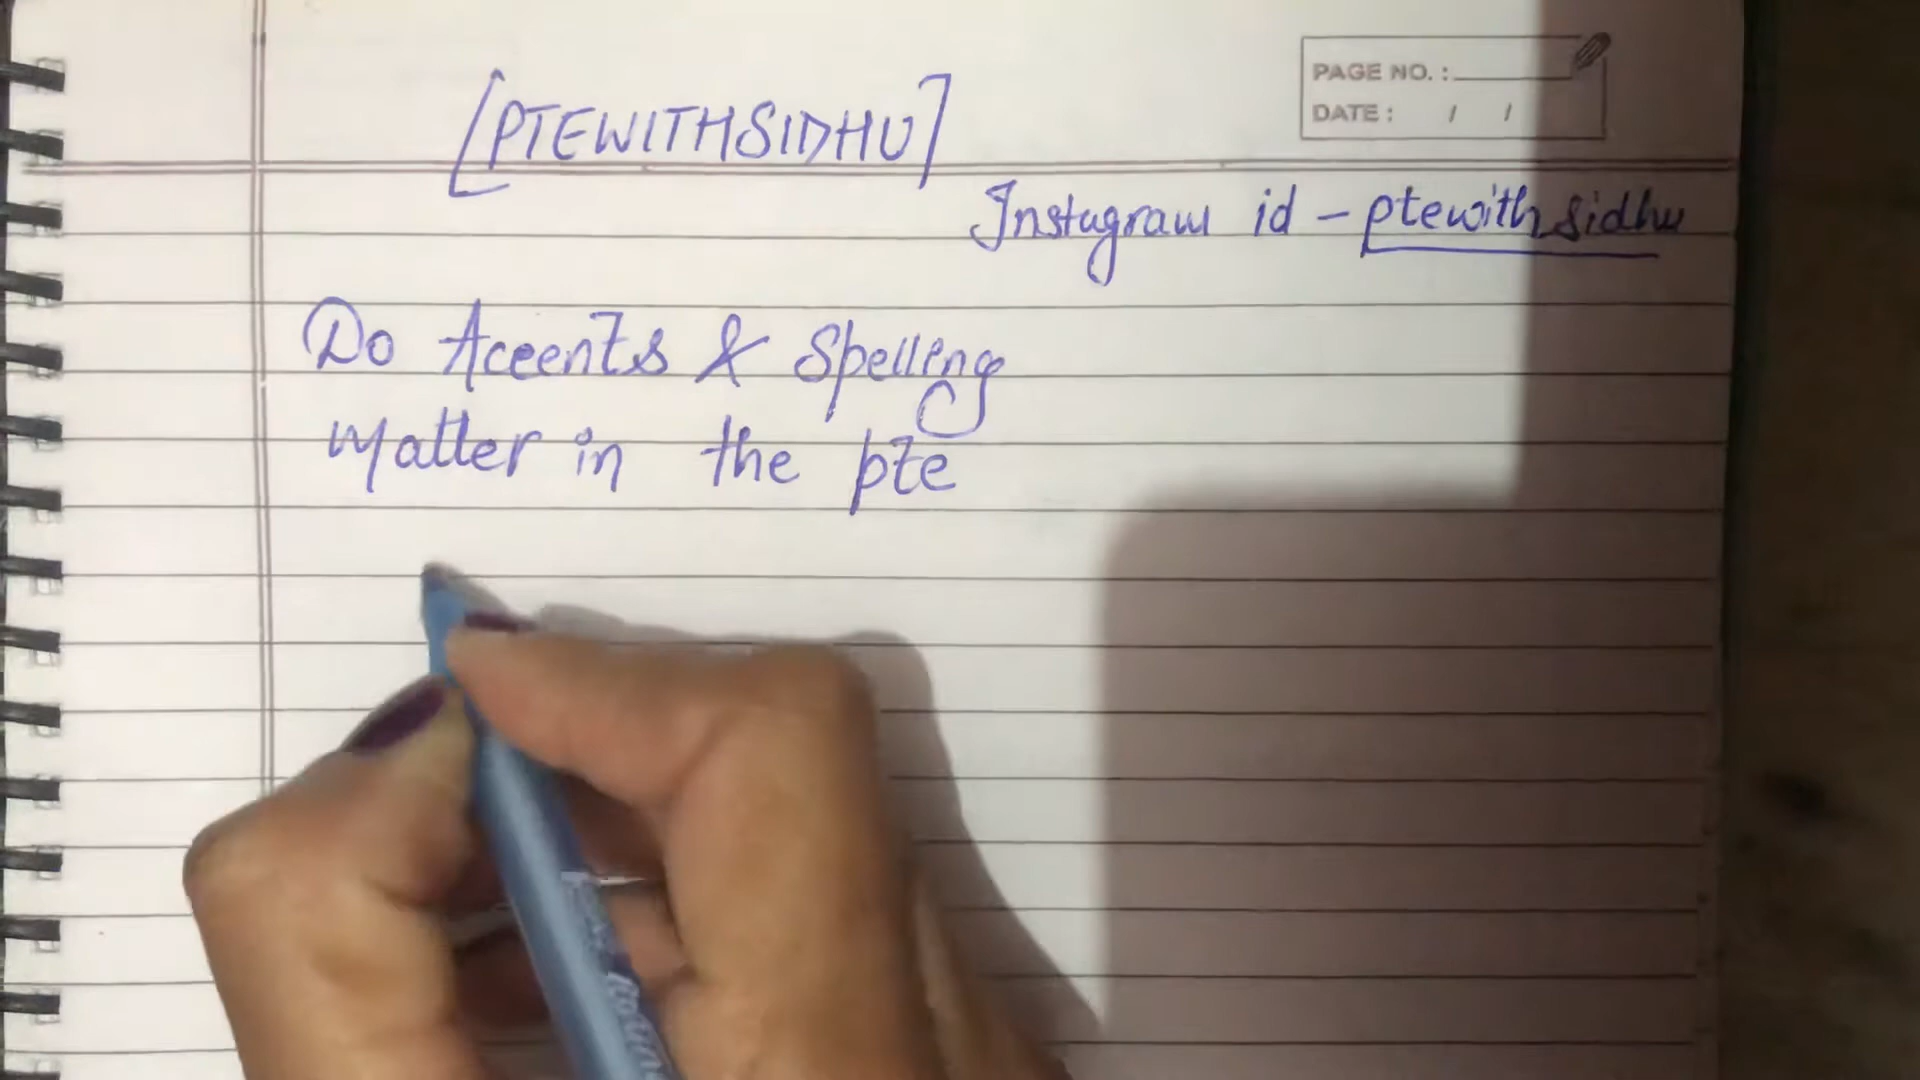 [PTEWITHSIDHU]
PAGE NO. :
DATE : / /
Instagram id - ptewithsidhu
Do Accents & Spelling
Matter in the pte